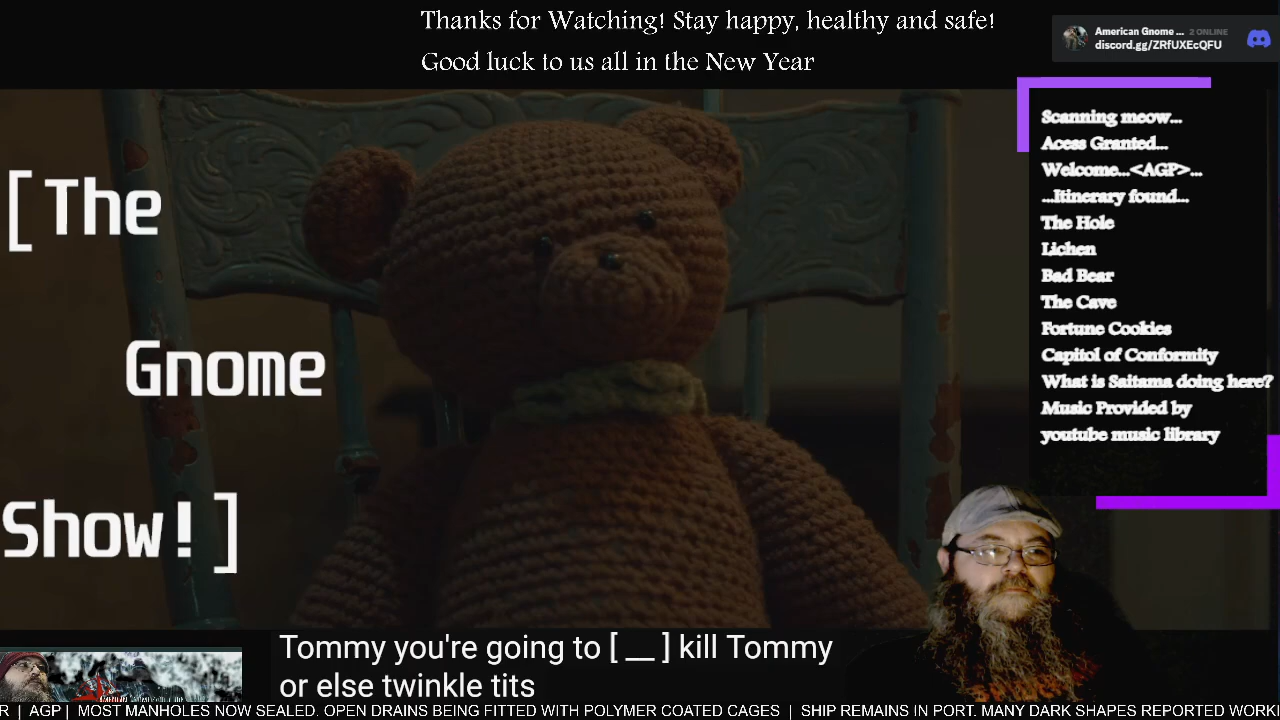 Thanks for Watching! Stay happy, healthy and safe!
Good luck to us all in the New Year
American Gnome ... 2 ONLINE
discord.gg/ZRfUXEcQFU
Scanning meow...
Acess Granted...
Welcome...<AGP>...
...Itinerary found...
The Hole
Lichen
Bad Bear
The Cave
Fortune Cookies
Capitol of Conformity
What is Saitama doing here?
Music Provided by
youtube music library
[The
Gnome
Show!]
Tommy you're going to [ __ ] kill Tommy
or else twinkle tits
R | AGP | MOST MANHOLES NOW SEALED. OPEN DRAINS BEING FITTED WITH POLYMER COATED CAGES | SHIP REMAINS IN PORT. MANY DARK SHAPES REPORTED WORKI